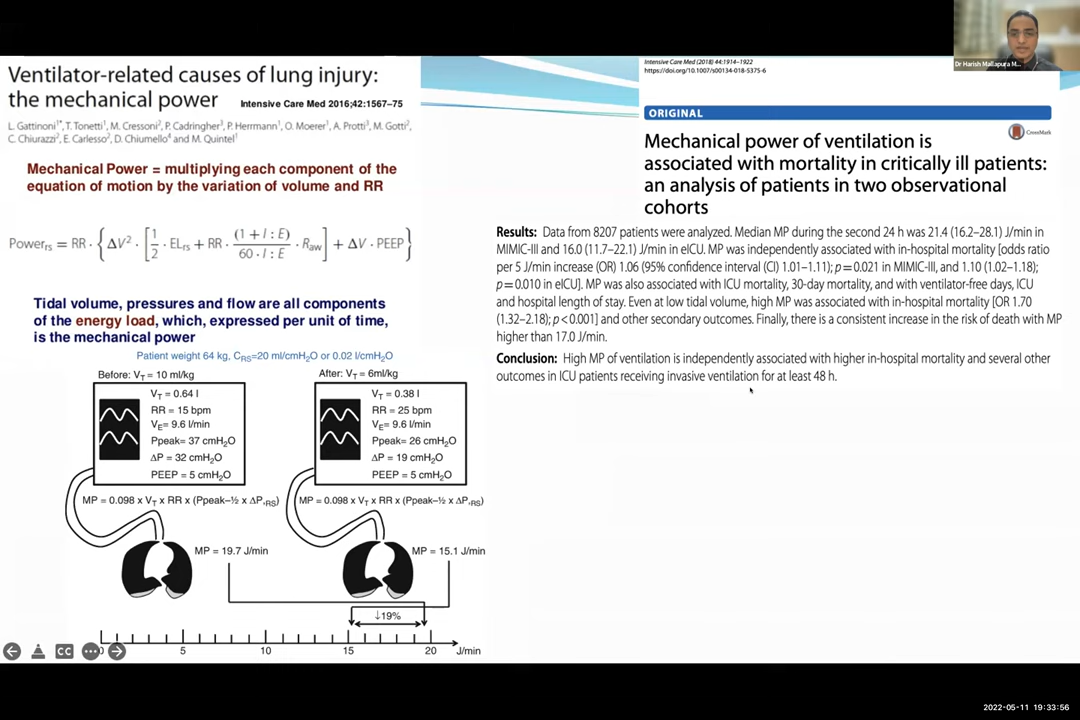 Ventilator-related causes of lung injury:
the mechanical power
Intensive Care Med 2016;42:1567–75
L. Gattinoni¹*, T. Tonetti¹, M. Cressoni², P. Cadringher³, P. Herrmann¹, O. Moerer¹, A. Protti³, M. Gotti²,
C. Chiurazzi², E. Carlesso², D. Chiumello⁴ and M. Quintel¹
Mechanical Power = multiplying each component of the
equation of motion by the variation of volume and RR
Power_rs = RR · {ΔV² · [1/2 · EL_rs + RR · (1 + I : E)/(60 · I : E) · R_aw] + ΔV · PEEP}
Tidal volume, pressures and flow are all components
of the energy load, which, expressed per unit of time,
is the mechanical power
Patient weight 64 kg, C_RS=20 ml/cmH₂O or 0.02 l/cmH₂O
Before: V_T = 10 ml/kg
V_T = 0.64 l
RR = 15 bpm
V_E= 9.6 l/min
Ppeak= 37 cmH₂O
ΔP = 32 cmH₂O
PEEP = 5 cmH₂O
MP = 0.098 x V_T x RR x (Ppeak–½ x ΔP,_RS)
MP = 19.7 J/min
After: V_T = 6ml/kg
V_T = 0.38 l
RR = 25 bpm
V_E= 9.6 l/min
Ppeak= 26 cmH₂O
ΔP = 19 cmH₂O
PEEP = 5 cmH₂O
MP = 0.098 x V_T x RR x (Ppeak–½ x ΔP,_RS)
MP = 15.1 J/min
↓19%
0 5 10 15 20 J/min
CC
Intensive Care Med (2018) 44:1914–1922
https://doi.org/10.1007/s00134-018-5375-6
ORIGINAL
CrossMark
Mechanical power of ventilation is
associated with mortality in critically ill patients:
an analysis of patients in two observational
cohorts
Results: Data from 8207 patients were analyzed. Median MP during the second 24 h was 21.4 (16.2–28.1) J/min in
MIMIC-III and 16.0 (11.7–22.1) J/min in eICU. MP was independently associated with in-hospital mortality [odds ratio
per 5 J/min increase (OR) 1.06 (95% confidence interval (CI) 1.01–1.11); p=0.021 in MIMIC-III, and 1.10 (1.02–1.18);
p=0.010 in eICU]. MP was also associated with ICU mortality, 30-day mortality, and with ventilator-free days, ICU
and hospital length of stay. Even at low tidal volume, high MP was associated with in-hospital mortality [OR 1.70
(1.32–2.18); p<0.001] and other secondary outcomes. Finally, there is a consistent increase in the risk of death with MP
higher than 17.0 J/min.
Conclusion: High MP of ventilation is independently associated with higher in-hospital mortality and several other
outcomes in ICU patients receiving invasive ventilation for at least 48 h.
Dr Harish Mallapura M...
2022-05-11 19:33:56